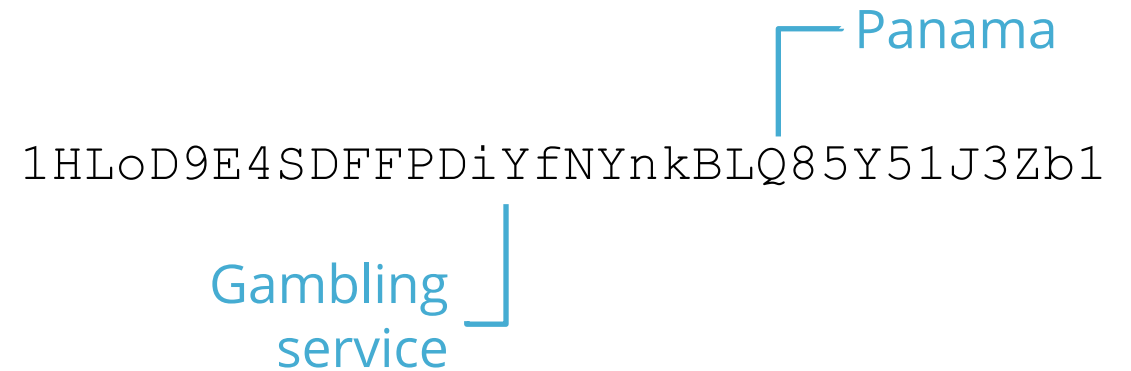 Panama
1HLoD9E4SDFFPDiYfNYnkBLQ85Y51J3Zb1
Gambling
service